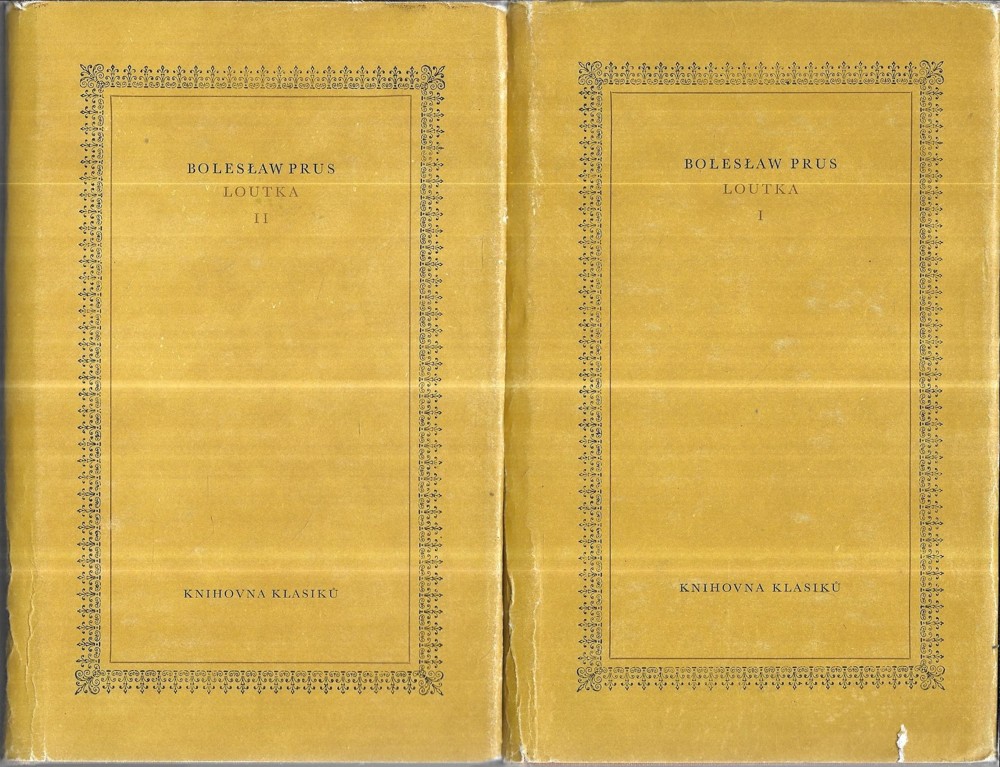 BOLESŁAW PRUS
LOUTKA
II
KNIHOVNA KLASIKŮ
BOLESŁAW PRUS
LOUTKA
I
KNIHOVNA KLASIKŮ